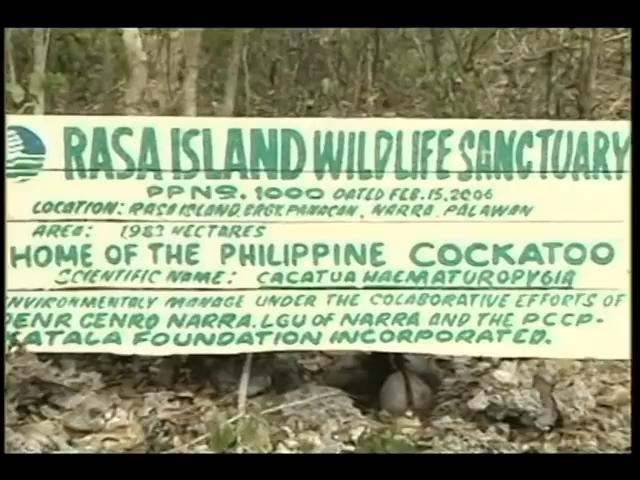 RASA ISLAND WILDLIFE SANCTUARY
PP NO. 1000 DATED FEB. 15, 2006
LOCATION: RASA ISLAND, BRGY. PANACAN, NARRA, PALAWAN
AREA: 1983 HECTARES
HOME OF THE PHILIPPINE COCKATOO
SCIENTIFIC NAME: CACATUA HAEMATUROPYGIA
ENVIRONMENTALY MANAGE UNDER THE COLABORATIVE EFFORTS OF
DENR CENRO NARRA. LGU OF NARRA AND THE PCCP-
KATALA FOUNDATION INCORPORATED.